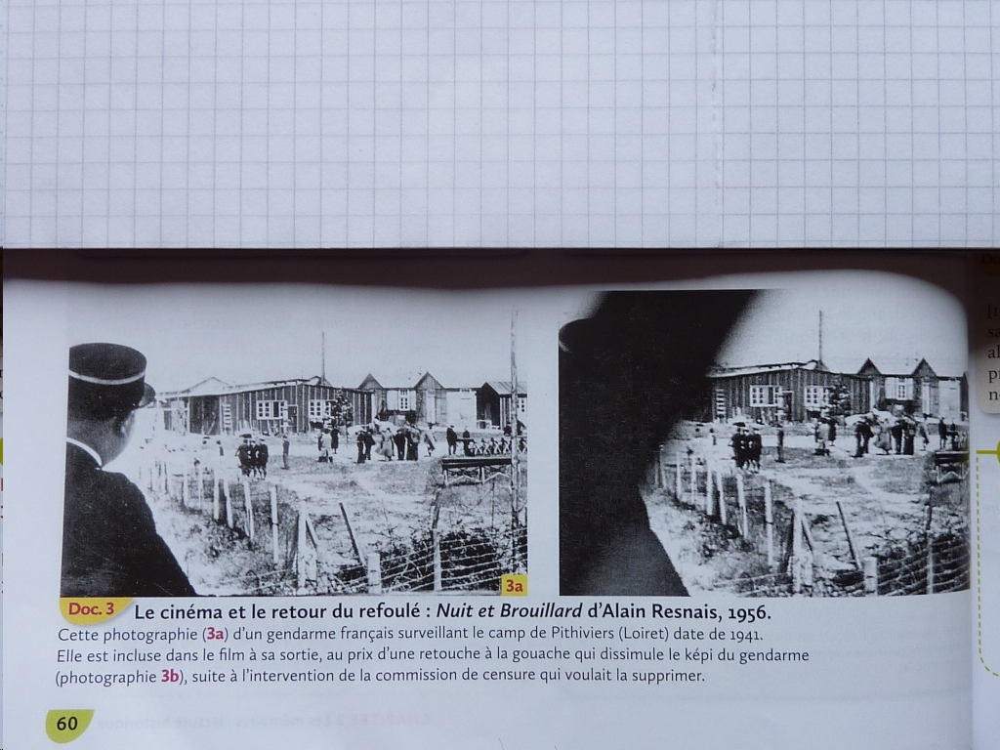 3a
Doc. 3 Le cinéma et le retour du refoulé : Nuit et Brouillard d'Alain Resnais, 1956.
Cette photographie (3a) d'un gendarme français surveillant le camp de Pithiviers (Loiret) date de 1941.
Elle est incluse dans le film à sa sortie, au prix d'une retouche à la gouache qui dissimule le képi du gendarme
(photographie 3b), suite à l'intervention de la commission de censure qui voulait la supprimer.
60